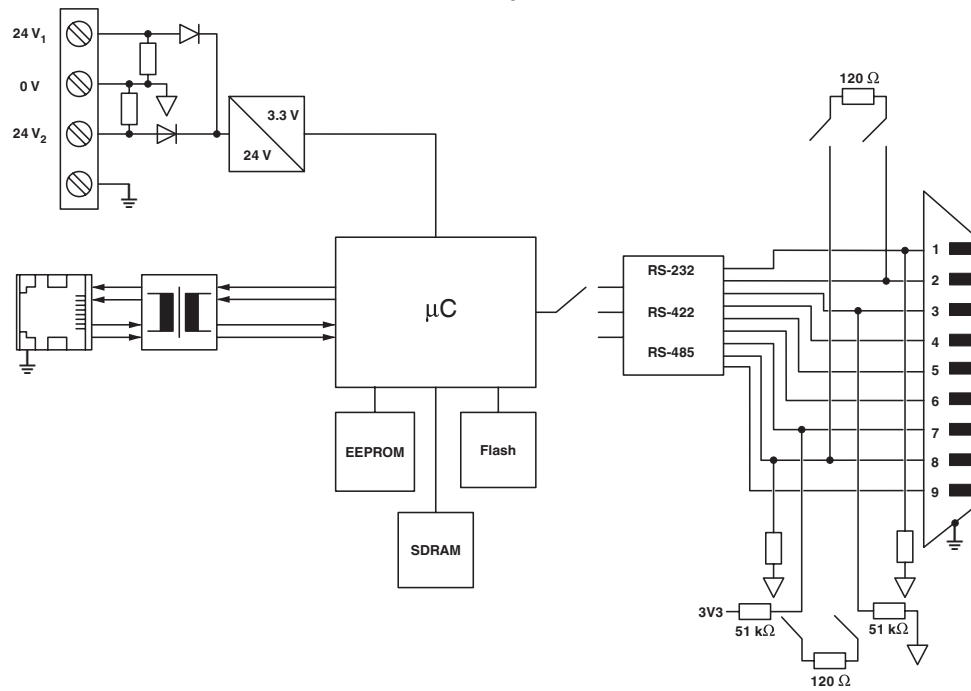 24 V1
0 V
24 V2
3.3 V
24 V
120 Ω
μC
RS-232
RS-422
RS-485
1
2
3
4
5
6
7
8
9
EEPROM
Flash
SDRAM
3V3
51 kΩ
51 kΩ
120 Ω